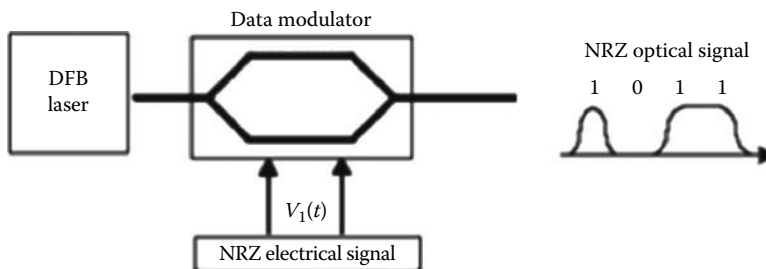 Data modulator
DFB
laser
NRZ optical signal
1 0 1 1
V1(t)
NRZ electrical signal